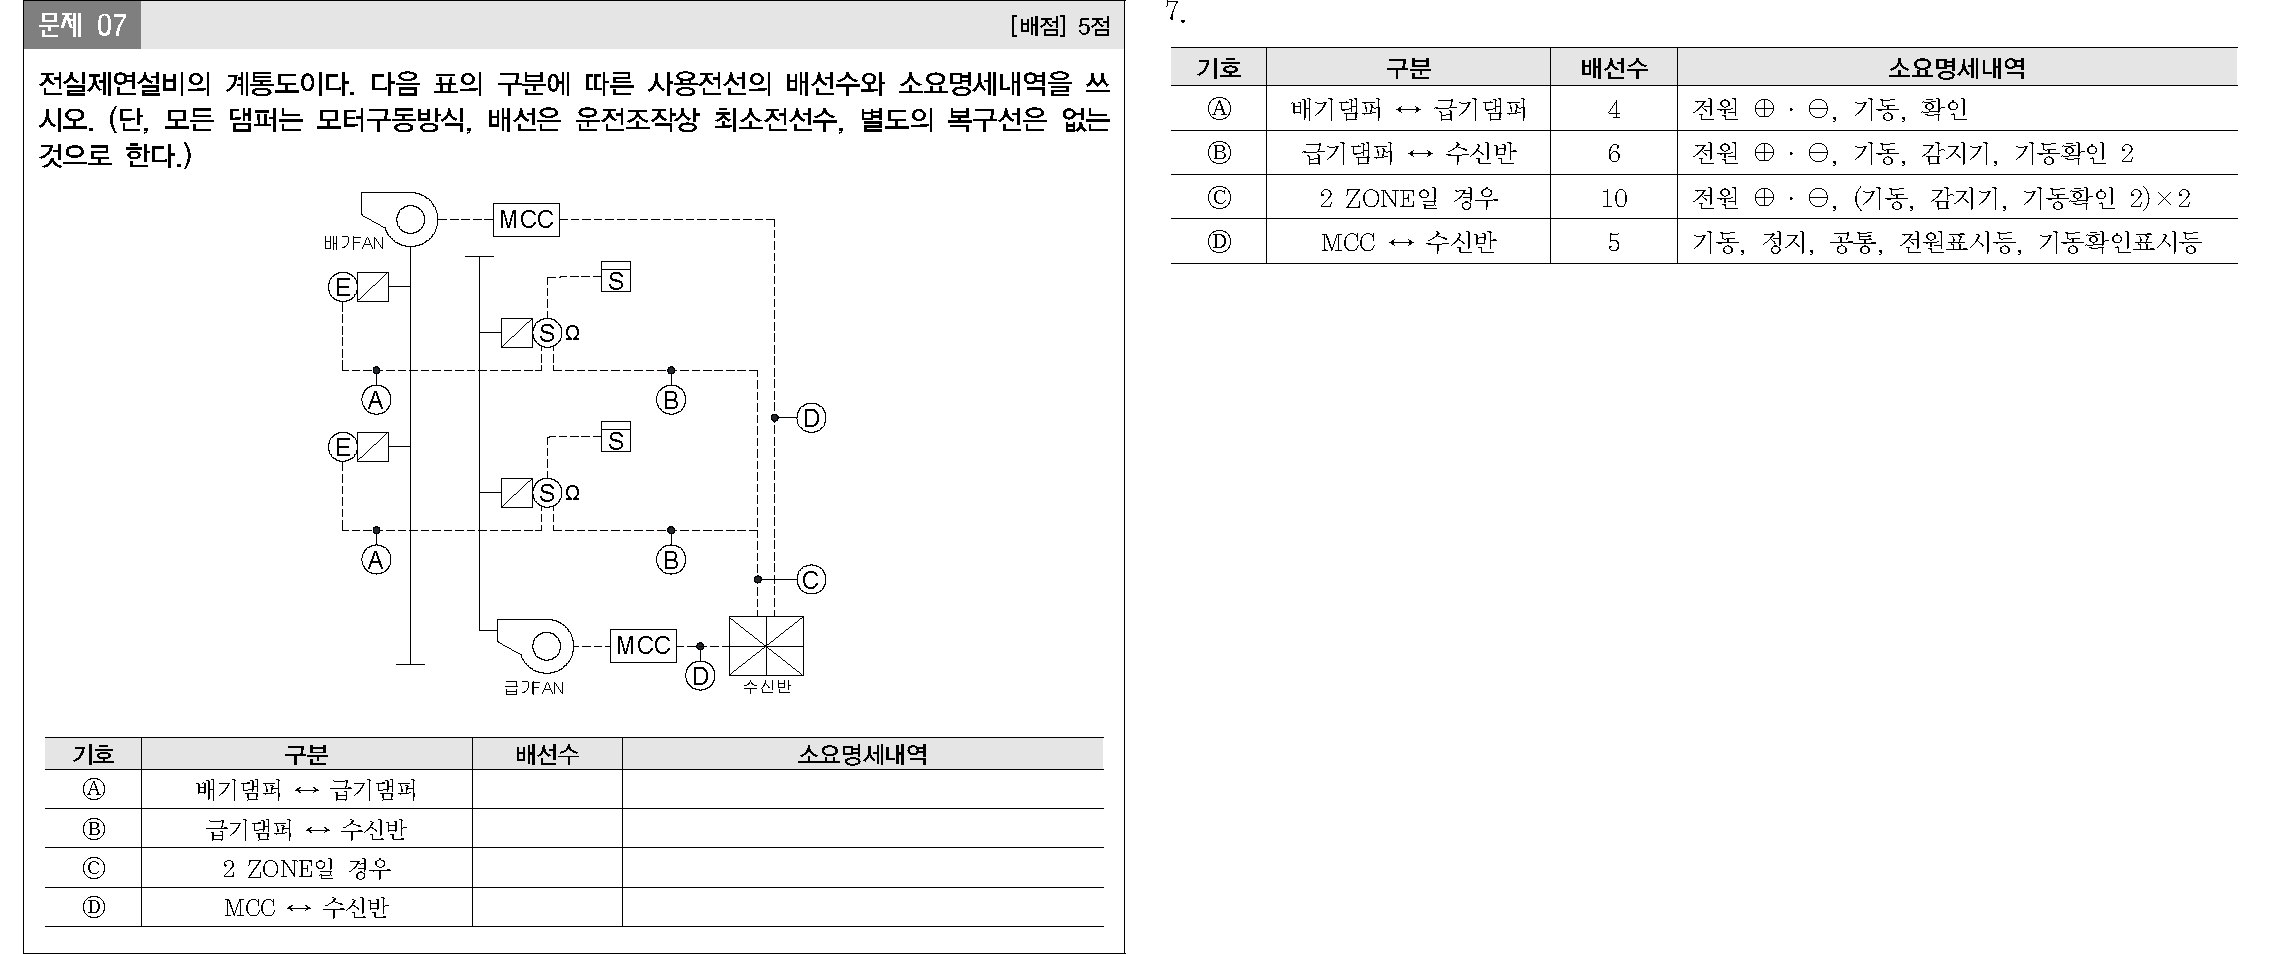 문제 07 [배점] 5점
전실제연설비의 계통도이다. 다음 표의 구분에 따른 사용전선의 배선수와 소요명세내역을 쓰
시오. (단, 모든 댐퍼는 모터구동방식, 배선은 운전조작상 최소전선수, 별도의 복구선은 없는
것으로 한다.)
MCC
배기FAN
E
S
S Ω
A
B
D
E
S
S Ω
A
B
C
MCC
D
급기FAN
수신반
기호 구분 배선수 소요명세내역
Ⓐ 배기댐퍼 ↔ 급기댐퍼
Ⓑ 급기댐퍼 ↔ 수신반
Ⓒ 2 ZONE일 경우
Ⓓ MCC ↔ 수신반
7.
기호 구분 배선수 소요명세내역
Ⓐ 배기댐퍼 ↔ 급기댐퍼 4 전원 ⊕ · ⊖, 기동, 확인
Ⓑ 급기댐퍼 ↔ 수신반 6 전원 ⊕ · ⊖, 기동, 감지기, 기동확인 2
Ⓒ 2 ZONE일 경우 10 전원 ⊕ · ⊖, (기동, 감지기, 기동확인 2)×2
Ⓓ MCC ↔ 수신반 5 기동, 정지, 공통, 전원표시등, 기동확인표시등